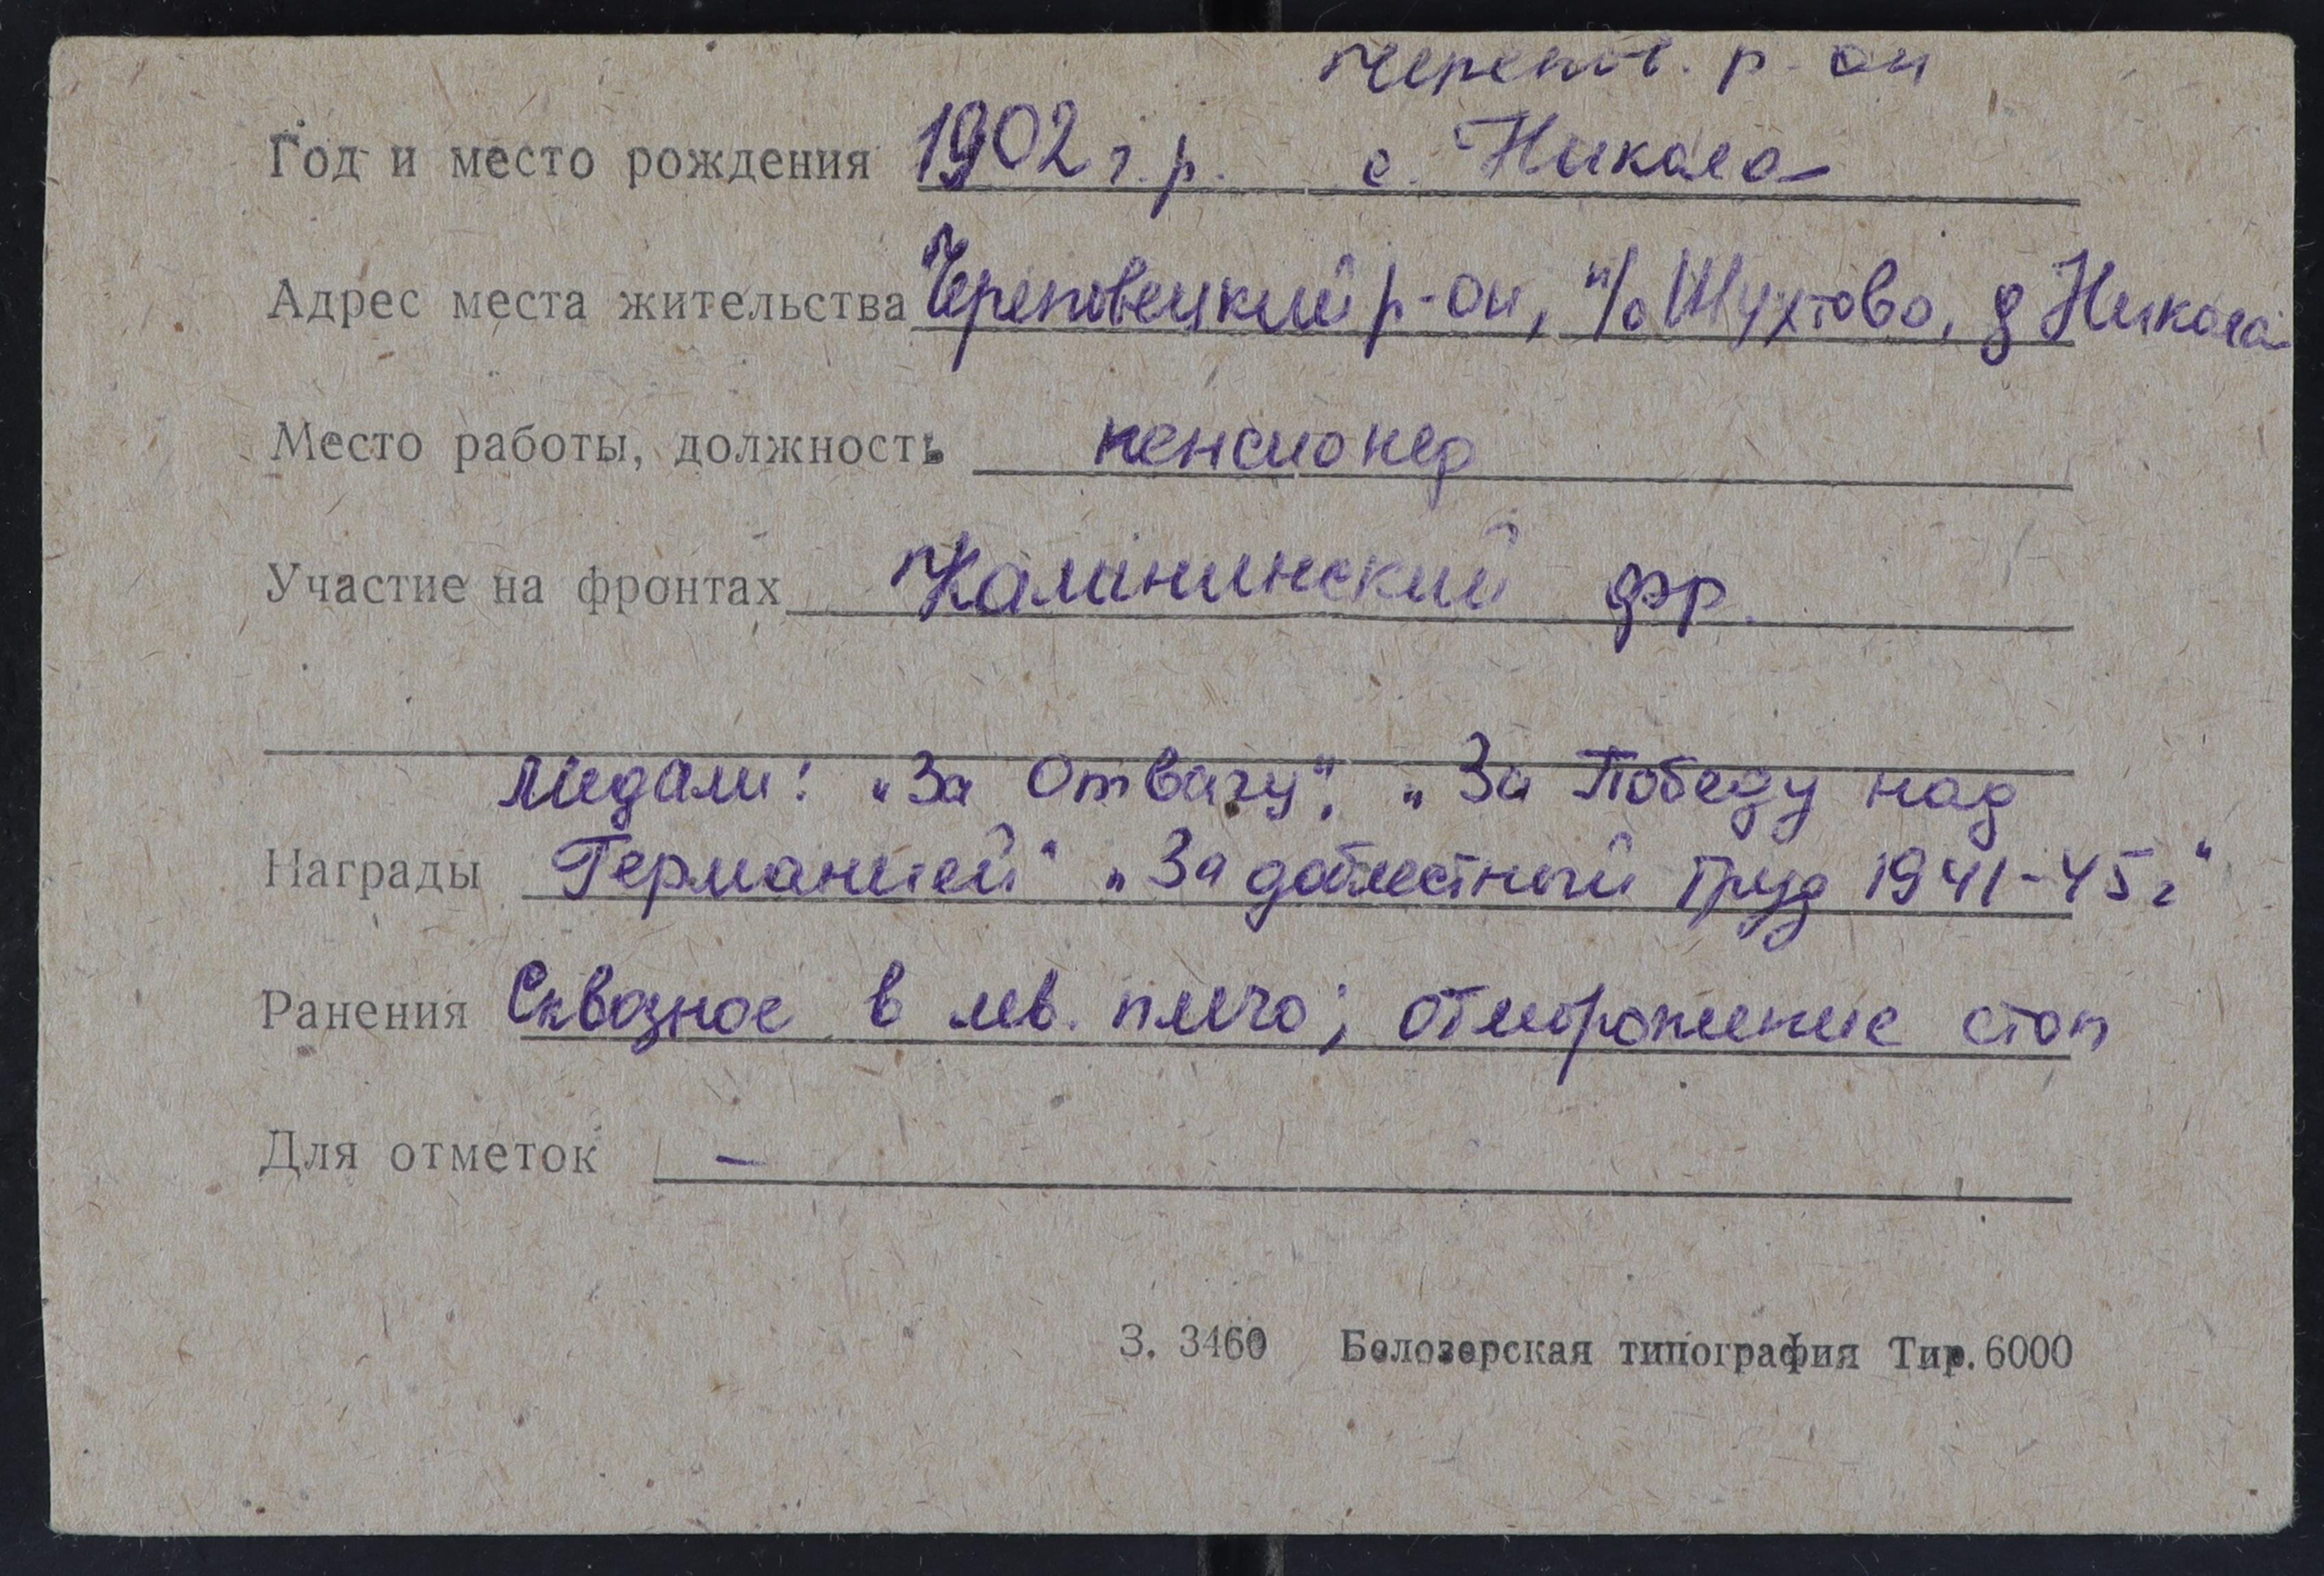 Черепов. р-он
Год и место рождения 1902 г.р. с. Никола
Адрес места жительства Череповецкий р-он, п/о Шухтово, д Никола
Место работы, должность пенсионер
Участие на фронтах Калининский фр.
медали: „За Отвагу", „За Победу над
Награды Германией" „За доблестный труд 1941-45 г"
Ранения Сквозное в лев. плечо; отморожение стоп
Для отметок –
З. 3460 Белозерская типография Тир. 6000